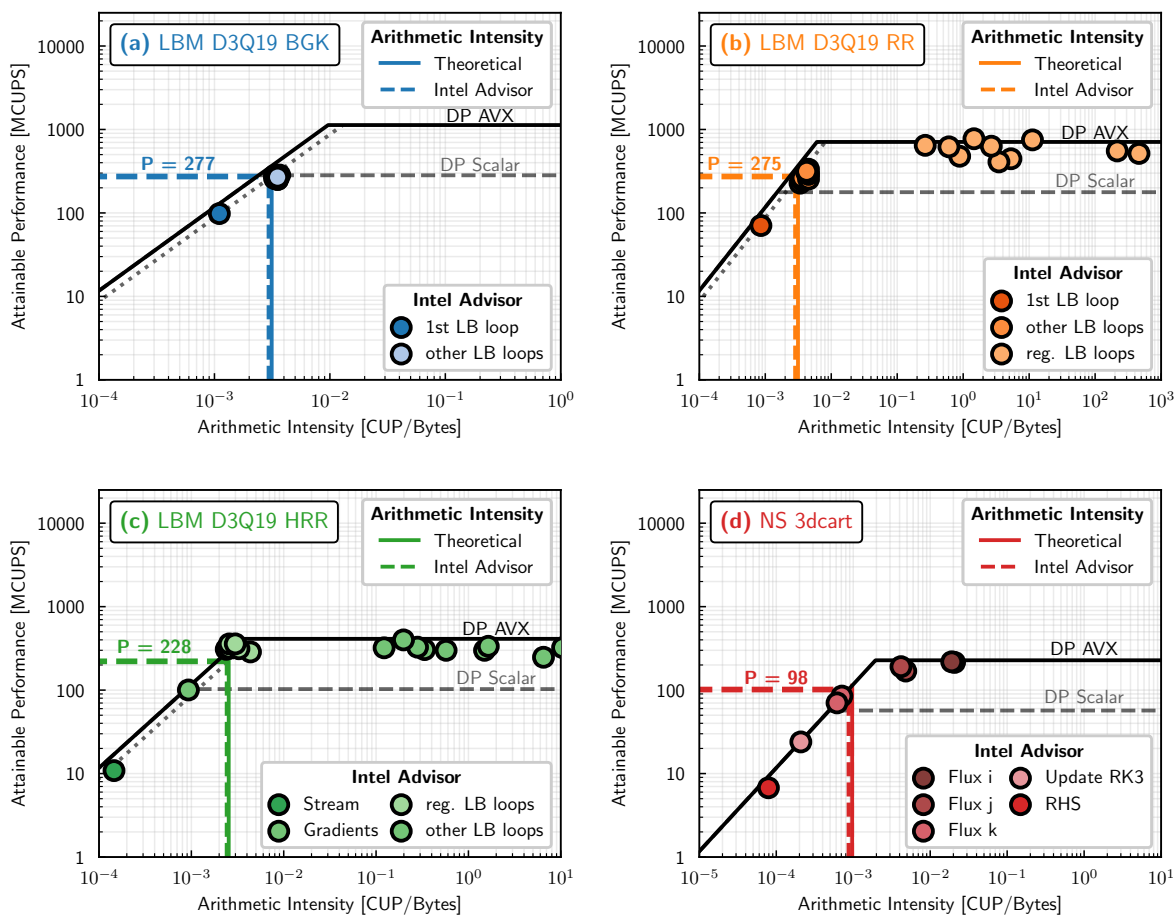 (a) LBM D3Q19 BGK
Arithmetic Intensity
Theoretical
Intel Advisor
DP AVX
DP Scalar
P = 277
Intel Advisor
1st LB loop
other LB loops
10000
1000
100
10
1
Attainable Performance [MCUPS]
10⁻⁴ 10⁻³ 10⁻² 10⁻¹ 10⁰
Arithmetic Intensity [CUP/Bytes]
(b) LBM D3Q19 RR
Arithmetic Intensity
Theoretical
Intel Advisor
DP AVX
DP Scalar
P = 275
Intel Advisor
1st LB loop
other LB loops
reg. LB loops
10000
1000
100
10
1
Attainable Performance [MCUPS]
10⁻⁴ 10⁻³ 10⁻² 10⁻¹ 10⁰ 10¹ 10² 10³
Arithmetic Intensity [CUP/Bytes]
(c) LBM D3Q19 HRR
Arithmetic Intensity
Theoretical
Intel Advisor
DP AVX
DP Scalar
P = 228
Intel Advisor
Stream reg. LB loops
Gradients other LB loops
10000
1000
100
10
1
Attainable Performance [MCUPS]
10⁻⁴ 10⁻³ 10⁻² 10⁻¹ 10⁰ 10¹
Arithmetic Intensity [CUP/Bytes]
(d) NS 3dcart
Arithmetic Intensity
Theoretical
Intel Advisor
DP AVX
DP Scalar
P = 98
Intel Advisor
Flux i Update RK3
Flux j RHS
Flux k
10000
1000
100
10
1
Attainable Performance [MCUPS]
10⁻⁵ 10⁻⁴ 10⁻³ 10⁻² 10⁻¹ 10⁰ 10¹
Arithmetic Intensity [CUP/Bytes]